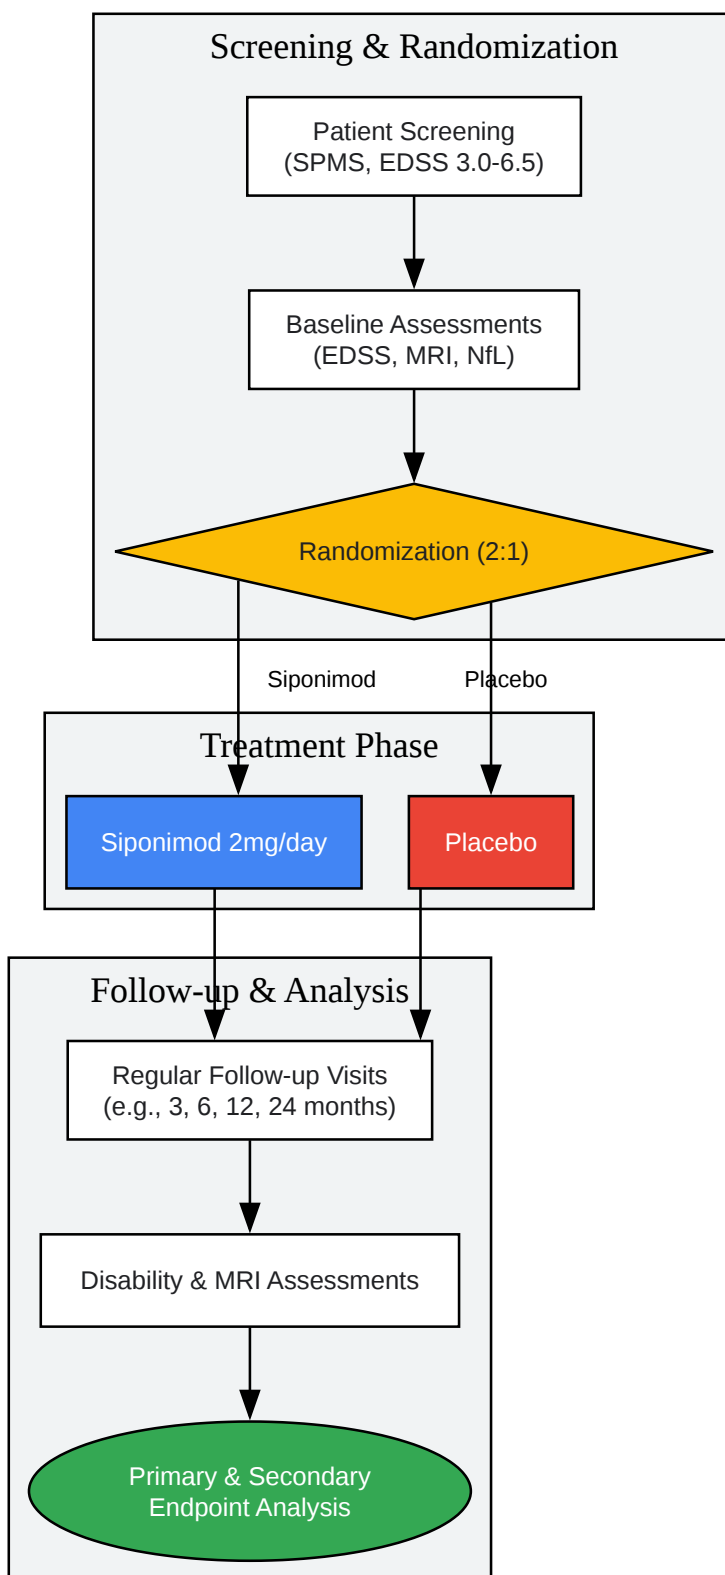 Screening & Randomization
Patient Screening
(SPMS, EDSS 3.0-6.5)
Baseline Assessments
(EDSS, MRI, NfL)
Randomization (2:1)
Siponimod
Placebo
Treatment Phase
Siponimod 2mg/day
Placebo
Follow-up & Analysis
Regular Follow-up Visits
(e.g., 3, 6, 12, 24 months)
Disability & MRI Assessments
Primary & Secondary
Endpoint Analysis